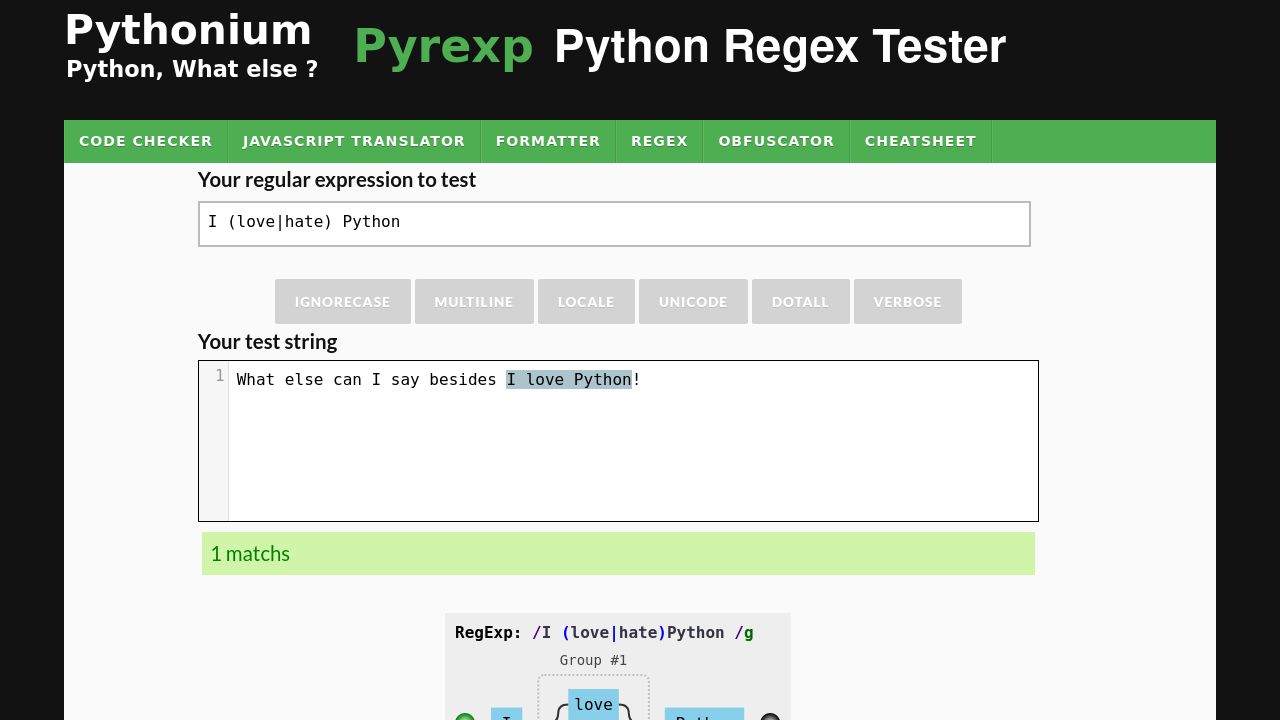 Pythonium
Python, What else ?
Pyrexp Python Regex Tester
CODE CHECKER JAVASCRIPT TRANSLATOR FORMATTER REGEX OBFUSCATOR CHEATSHEET
Your regular expression to test
I (love|hate) Python
IGNORECASE MULTILINE LOCALE UNICODE DOTALL VERBOSE
Your test string
1 What else can I say besides I love Python!
1 matchs
RegExp: /I (love|hate)Python /g
Group #1
love